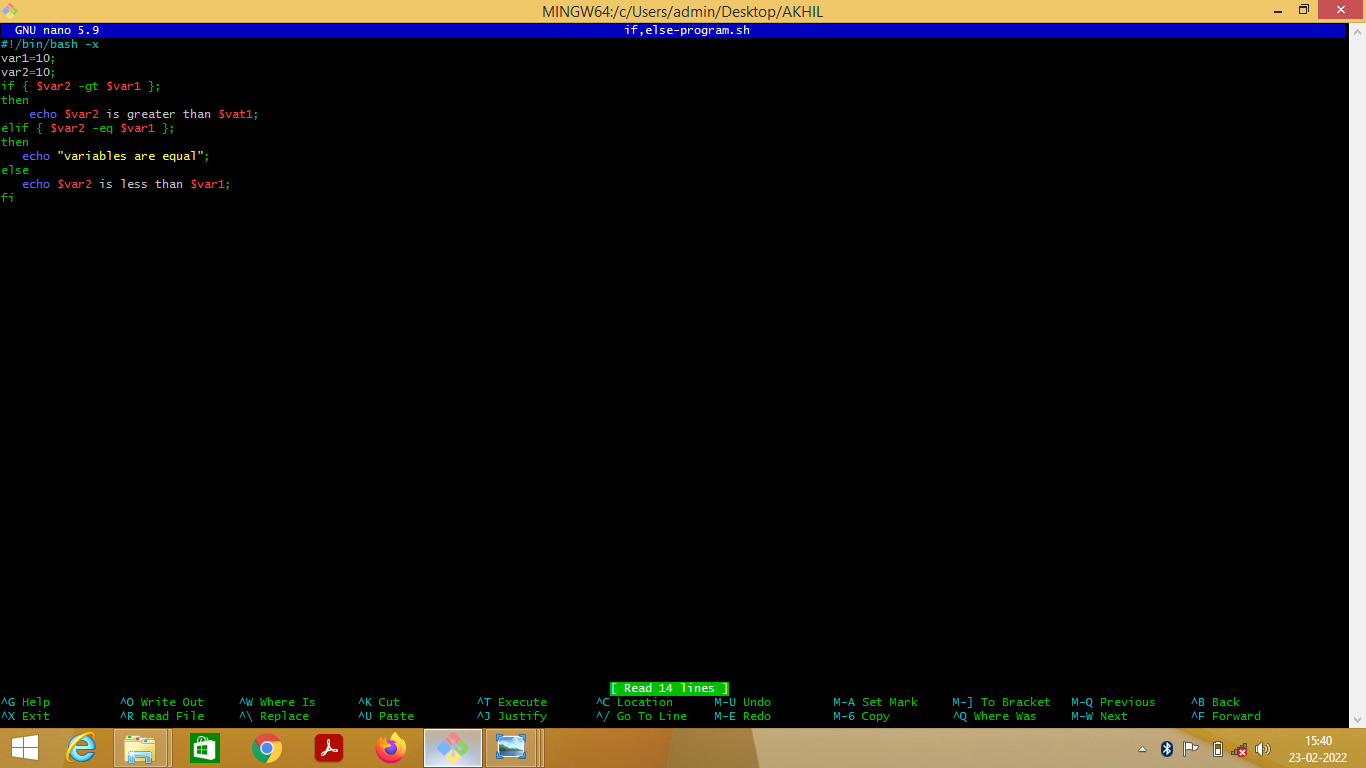 MINGW64:/c/Users/admin/Desktop/AKHIL
GNU nano 5.9 if,else-program.sh
#!/bin/bash -x
var1=10;
var2=10;
if { $var2 -gt $var1 };
then
    echo $var2 is greater than $vat1;
elif { $var2 -eq $var1 };
then
   echo "variables are equal";
else
   echo $var2 is less than $var1;
fi
[ Read 14 lines ]
^G Help ^O Write Out ^W Where Is ^K Cut ^T Execute ^C Location M-U Undo M-A Set Mark M-] To Bracket M-Q Previous ^B Back
^X Exit ^R Read File ^\ Replace ^U Paste ^J Justify ^/ Go To Line M-E Redo M-6 Copy ^Q Where Was M-W Next ^F Forward
15:40
23-02-2022